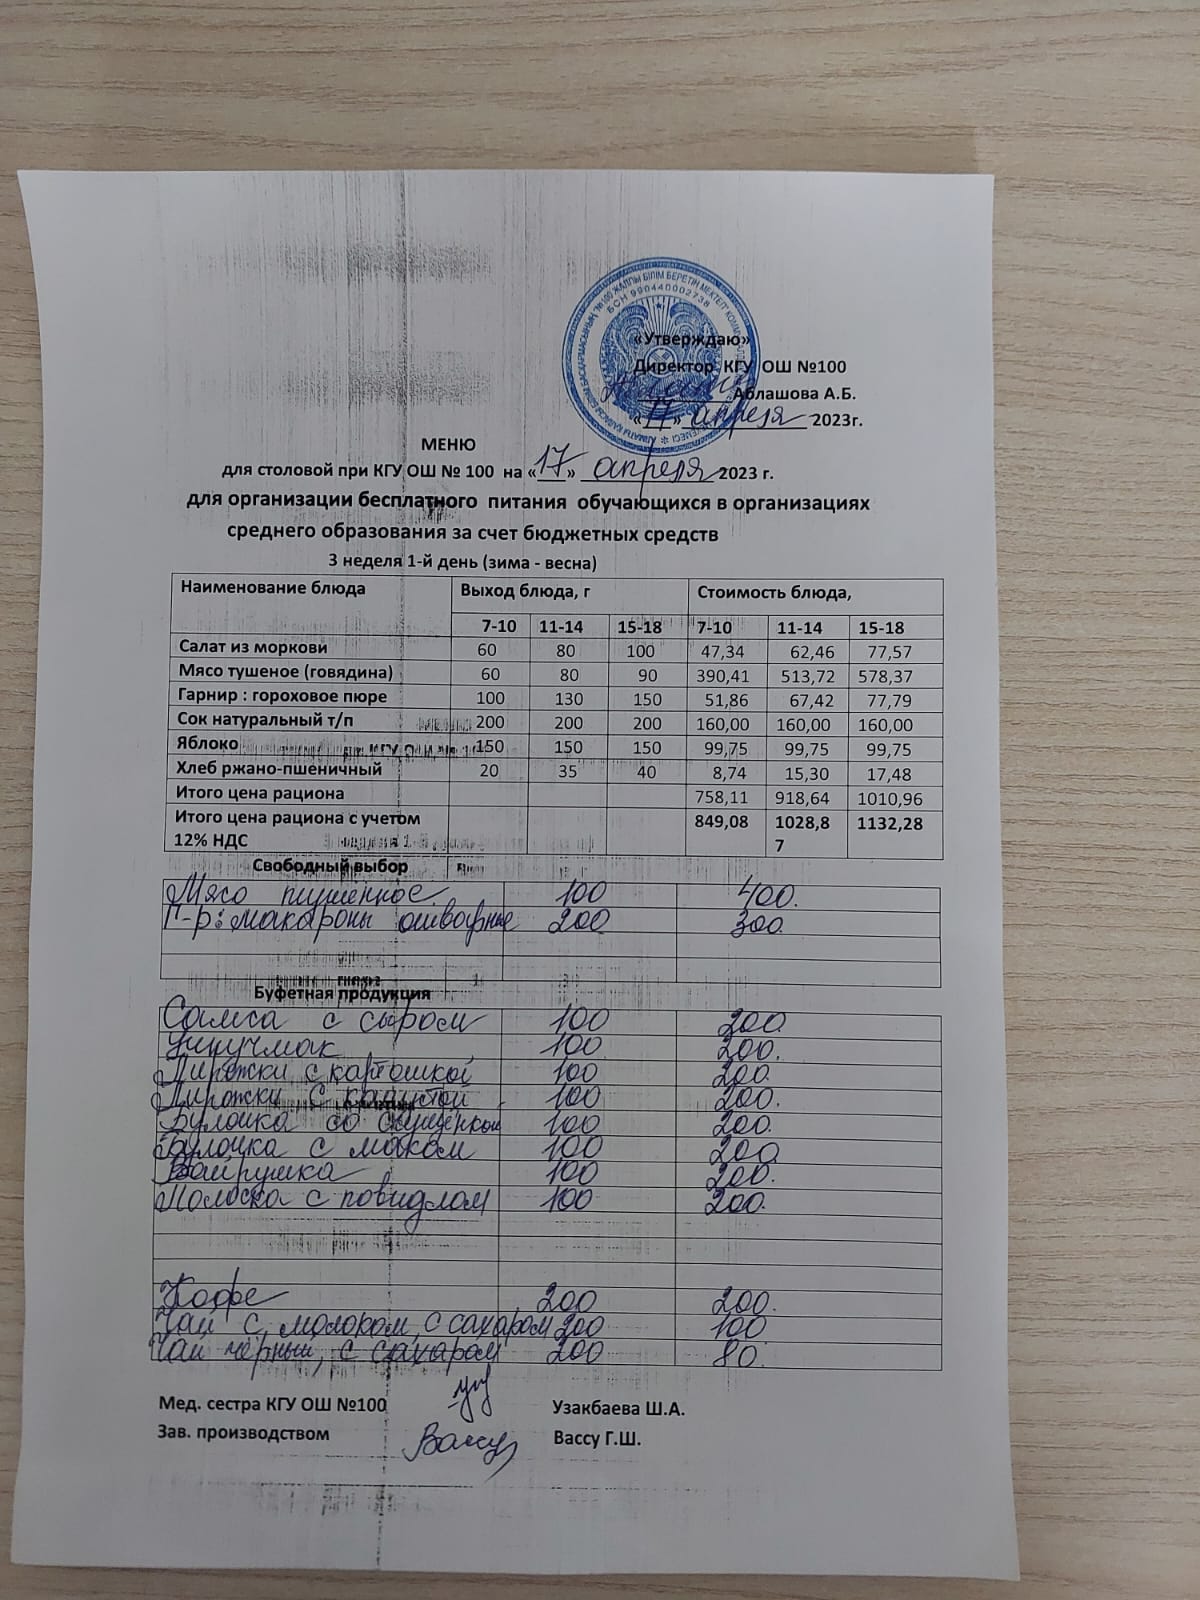 БСН 990440002738
«Утверждаю»
Директор КГУ ОШ №100
Аблашова А.Б.
«17» апреля 2023г.
МЕНЮ
для столовой при КГУ ОШ № 100 на «17» апреля 2023 г.
для организации бесплатного питания обучающихся в организациях
среднего образования за счет бюджетных средств
3 неделя 1-й день (зима - весна)
Наименование блюда Выход блюда, г Стоимость блюда,
7-10 11-14 15-18 7-10 11-14 15-18
Салат из моркови 60 80 100 47,34 62,46 77,57
Мясо тушеное (говядина) 60 80 90 390,41 513,72 578,37
Гарнир : гороховое пюре 100 130 150 51,86 67,42 77,79
Сок натуральный т/п 200 200 200 160,00 160,00 160,00
Яблоко 150 150 150 99,75 99,75 99,75
Хлеб ржано-пшеничный 20 35 40 8,74 15,30 17,48
Итого цена рациона 758,11 918,64 1010,96
Итого цена рациона с учетом 849,08 1028,8 1132,28
12% НДС 7
Свободный выбор
Мясо тушенное 100 400.
Г-р: макароны отварные 200 300.
Буфетная продукция
Самса с сыром 100 200
Учпучмак 100 200.
Пирожки с картошкой 100 200
Пирожки с капустой 100 200.
Булочка со сгущенкой 100 200.
Булочка с маком 100 200
Ватрушка 100 200.
Полоска с повидлом 100 200.
Кофе 200 200.
Чай с молоком, с сахаром 200 100
Чай черный, с сахаром 200 80.
Мед. сестра КГУ ОШ №100 Узакбаева Ш.А.
Зав. производством Вассу Вассу Г.Ш.